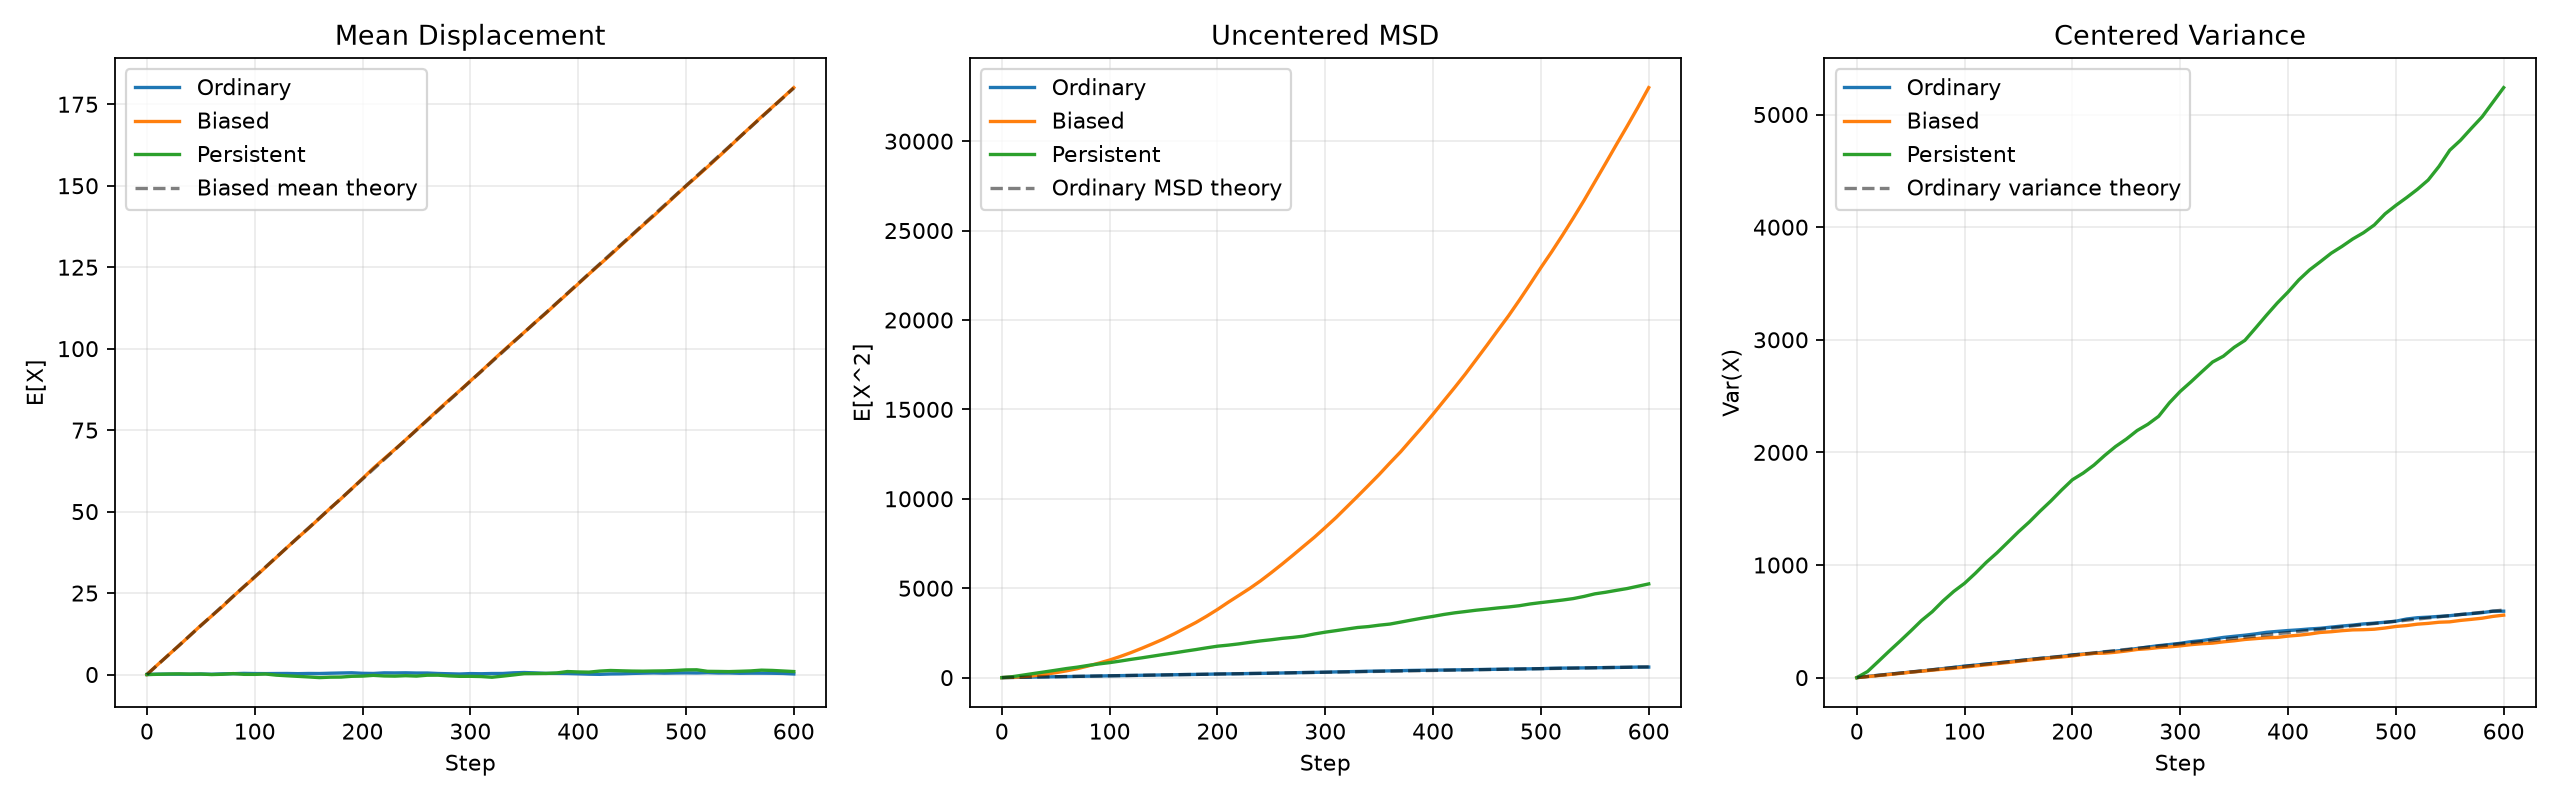 Mean Displacement
E[X]
175
150
125
100
75
50
25
0
Ordinary
Biased
Persistent
Biased mean theory
0 100 200 300 400 500 600
Step
Uncentered MSD
E[X^2]
30000
25000
20000
15000
10000
5000
0
Ordinary
Biased
Persistent
Ordinary MSD theory
0 100 200 300 400 500 600
Step
Centered Variance
Var(X)
5000
4000
3000
2000
1000
0
Ordinary
Biased
Persistent
Ordinary variance theory
0 100 200 300 400 500 600
Step